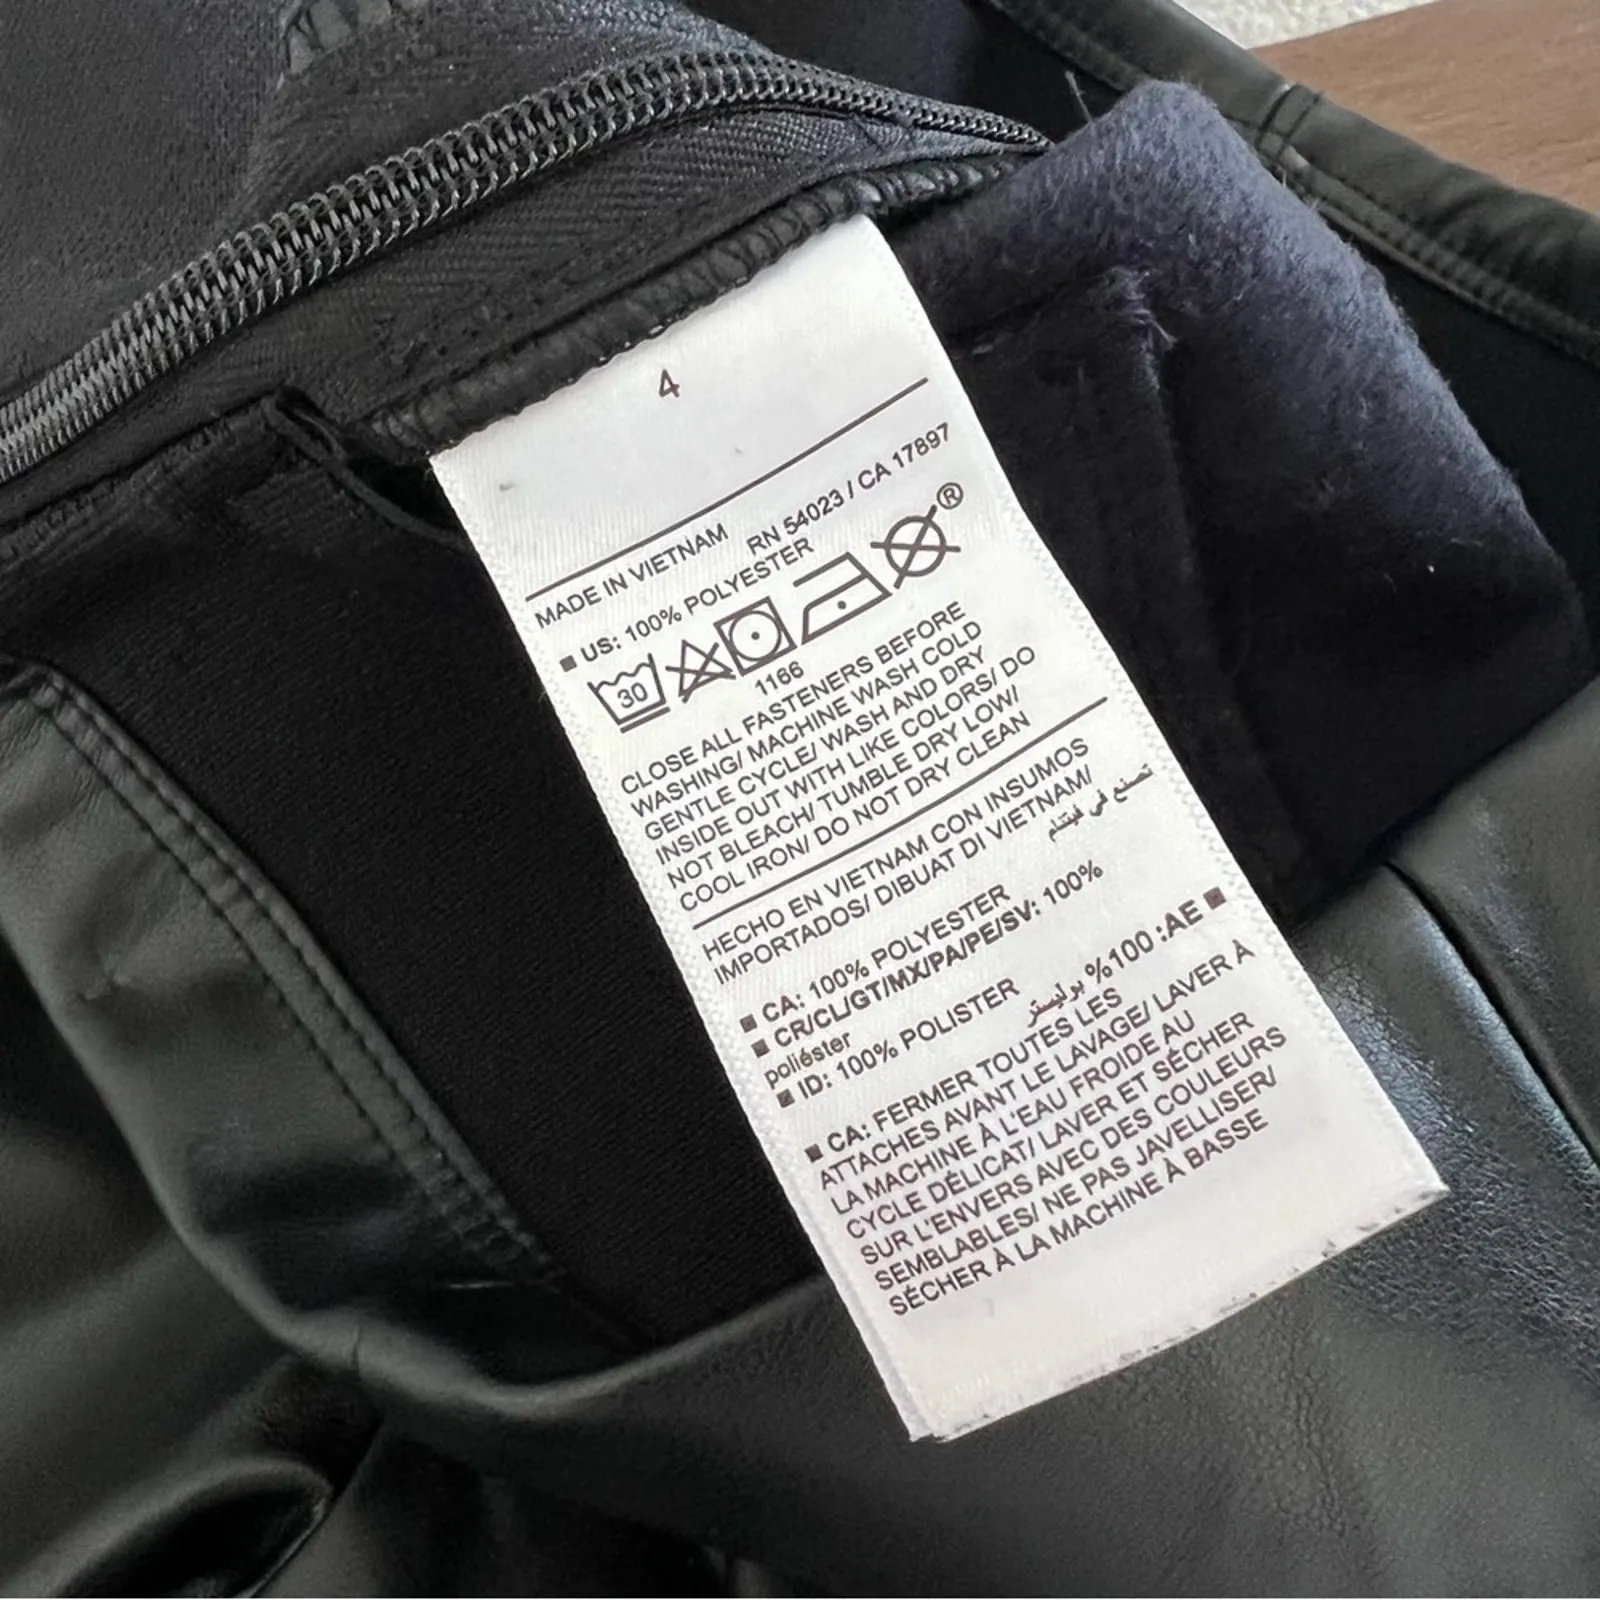 4
MADE IN VIETNAM RN 54023 / CA 17897
US: 100% POLYESTER
30
®
1166
CLOSE ALL FASTENERS BEFORE
WASHING/ MACHINE WASH COLD
GENTLE CYCLE/ WASH AND DRY
INSIDE OUT WITH LIKE COLORS/ DO
NOT BLEACH/ TUMBLE DRY LOW/
COOL IRON/ DO NOT DRY CLEAN
HECHO EN VIETNAM CON INSUMOS
IMPORTADOS/ DIBUAT DI VIETNAM/
تصنع في فيتنام
CA: 100% POLYESTER
CR/CL/GT/MX/PA/PE/SV: 100%
poliéster
ID: 100% POLISTER
AE: 100% بوليستر
CA: FERMER TOUTES LES
ATTACHES AVANT LE LAVAGE/ LAVER À
LA MACHINE À L'EAU FROIDE AU
CYCLE DÉLICAT/ LAVER ET SÉCHER
SUR L'ENVERS AVEC DES COULEURS
SEMBLABLES/ NE PAS JAVELLISER/
SÉCHER À LA MACHINE À BASSE